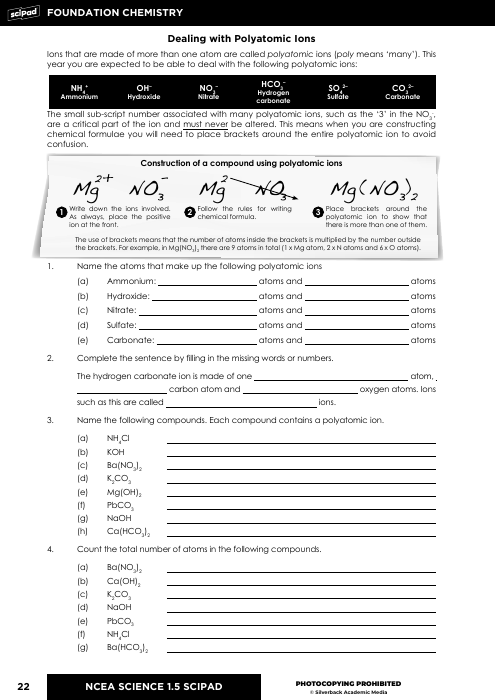 scipad FOUNDATION CHEMISTRY
Dealing with Polyatomic Ions
Ions that are made of more than one atom are called polyatomic ions (poly means ‘many’). This
year you are expected to be able to deal with the following polyatomic ions:
NH₄⁺ OH⁻ NO₃⁻ HCO₃⁻ SO₄²⁻ CO₃²⁻
Ammonium Hydroxide Nitrate Hydrogen carbonate Sulfate Carbonate
The small sub-script number associated with many polyatomic ions, such as the ‘3’ in the NO₃⁻,
are a critical part of the ion and must never be altered. This means when you are constructing
chemical formulae you will need to place brackets around the entire polyatomic ion to avoid
confusion.
Construction of a compound using polyatomic ions
Mg²⁺ NO₃⁻ Mg² NO₃ Mg(NO₃)₂
1 Write down the ions involved.
As always, place the positive
ion at the front.
2 Follow the rules for writing
chemical formula.
3 Place brackets around the
polyatomic ion to show that
there is more than one of them.
The use of brackets means that the number of atoms inside the brackets is multiplied by the number outside
the brackets. For example, in Mg(NO₃)₂ there are 9 atoms in total (1 x Mg atom, 2 x N atoms and 6 x O atoms).
1. Name the atoms that make up the following polyatomic ions
(a) Ammonium: atoms and atoms
(b) Hydroxide: atoms and atoms
(c) Nitrate: atoms and atoms
(d) Sulfate: atoms and atoms
(e) Carbonate: atoms and atoms
2. Complete the sentence by filling in the missing words or numbers.
The hydrogen carbonate ion is made of one atom, .
carbon atom and oxygen atoms. Ions
such as this are called ions.
3. Name the following compounds. Each compound contains a polyatomic ion.
(a) NH₄Cl
(b) KOH
(c) Ba(NO₃)₂
(d) K₂CO₃
(e) Mg(OH)₂
(f) PbCO₃
(g) NaOH
(h) Ca(HCO₃)₂
4. Count the total number of atoms in the following compounds.
(a) Ba(NO₃)₂
(b) Ca(OH)₂
(c) K₂CO₃
(d) NaOH
(e) PbCO₃
(f) NH₄Cl
(g) Ba(HCO₃)₂
22 NCEA SCIENCE 1.5 SCIPAD PHOTOCOPYING PROHIBITED
© Silverback Academic Media